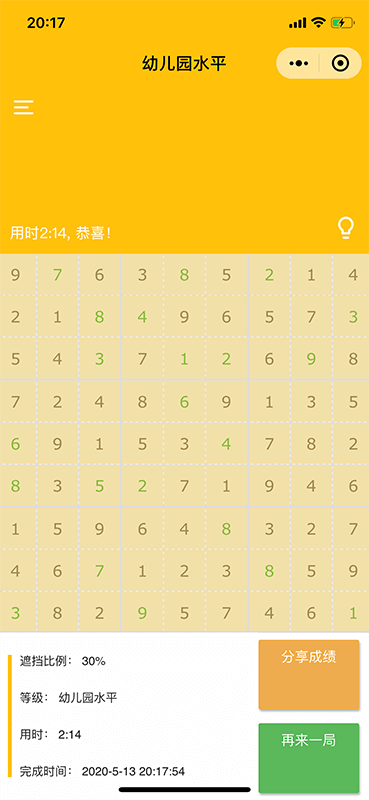 20:17
幼儿园水平
用时2:14, 恭喜!
9 7 6 3 8 5 2 1 4
2 1 8 4 9 6 5 7 3
5 4 3 7 1 2 6 9 8
7 2 4 8 6 9 1 3 5
6 9 1 5 3 4 7 8 2
8 3 5 2 7 1 9 4 6
1 5 9 6 4 8 3 2 7
4 6 7 1 2 3 8 5 9
3 8 2 9 5 7 4 6 1
遮挡比例: 30%
等级: 幼儿园水平
用时: 2:14
完成时间: 2020-5-13 20:17:54
分享成绩
再来一局